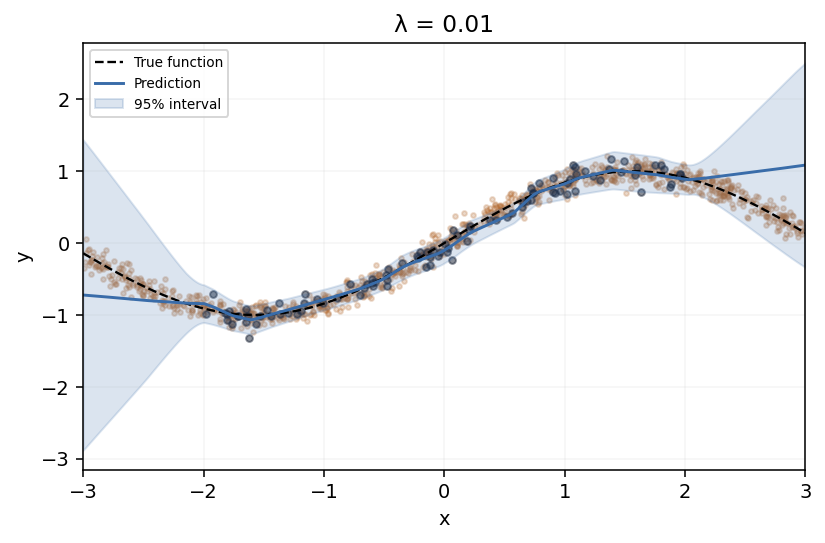 λ = 0.01
True function
Prediction
95% interval
y
2
1
0
−1
−2
−3
−3 −2 −1 0 1 2 3
x